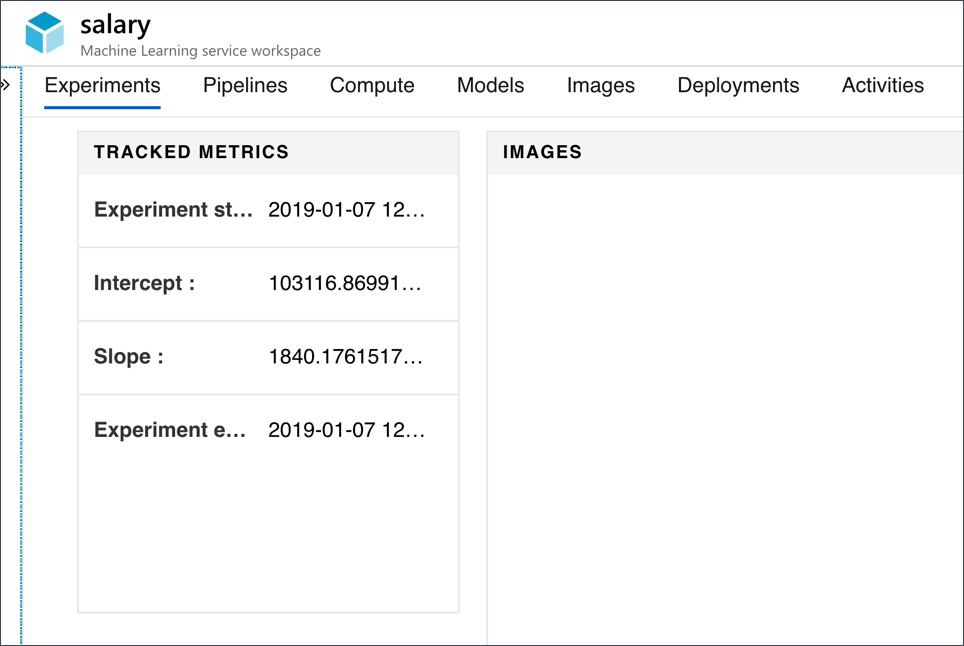 salary
Machine Learning service workspace
Experiments Pipelines Compute Models Images Deployments Activities
TRACKED METRICS
Experiment st… 2019-01-07 12…
Intercept : 103116.86991…
Slope : 1840.1761517…
Experiment e… 2019-01-07 12…
IMAGES